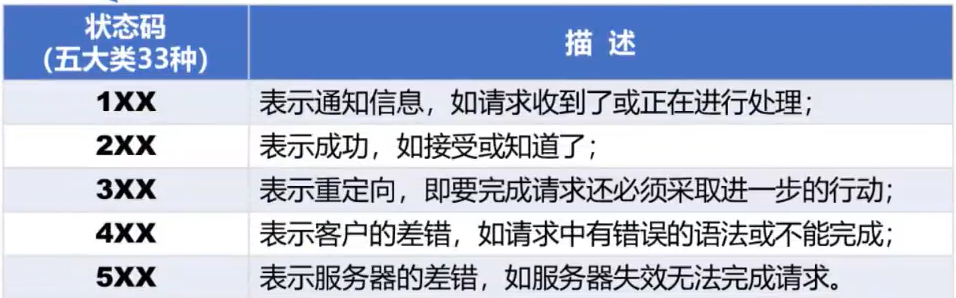 状态码
(五大类33种)
描 述
1XX
表示通知信息，如请求收到了或正在进行处理；
2XX
表示成功，如接受或知道了；
3XX
表示重定向，即要完成请求还必须采取进一步的行动；
4XX
表示客户的差错，如请求中有错误的语法或不能完成；
5XX
表示服务器的差错，如服务器失效无法完成请求。